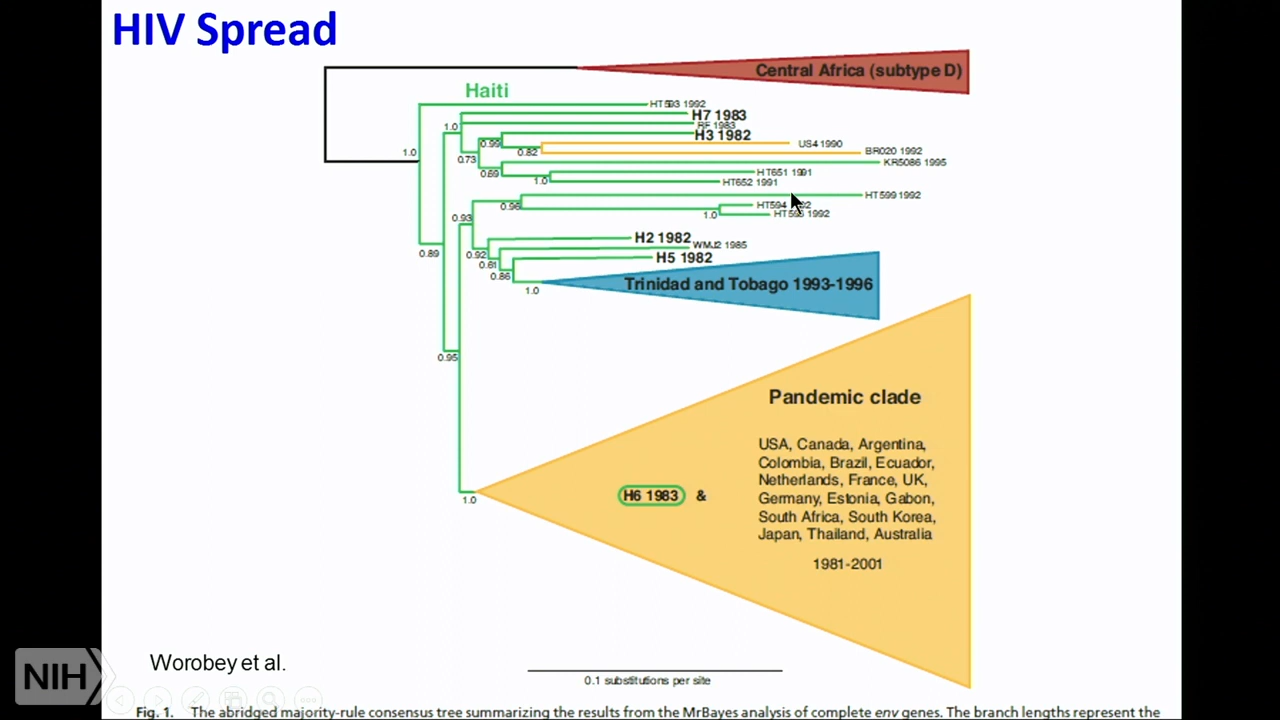 HIV Spread
Central Africa (subtype D)
Haiti
HT593 1992
H7 1983
RF 1983
1.0
H3 1982
0.99
US4 1990
0.82
BR020 1992
1.0
0.73
KR5086 1995
0.69
HT651 1991
1.0
HT652 1991
HT599 1992
0.96
1.0
1992
0.93
H2 1982
WMJ2 1985
0.89
0.92
H5 1982
0.61
0.86
Trinidad and Tobago 1993-1996
1.0
0.95
Pandemic clade
USA, Canada, Argentina,
Colombia, Brazil, Ecuador,
Netherlands, France, UK,
Germany, Estonia, Gabon,
South Africa, South Korea,
Japan, Thailand, Australia
1981-2001
H6 1983 &
1.0
Worobey et al.
NIH
0.1 substitutions per site
Fig. 1. The abridged majority-rule consensus tree summarizing the results from the MrBayes analysis of complete env genes. The branch lengths represent the